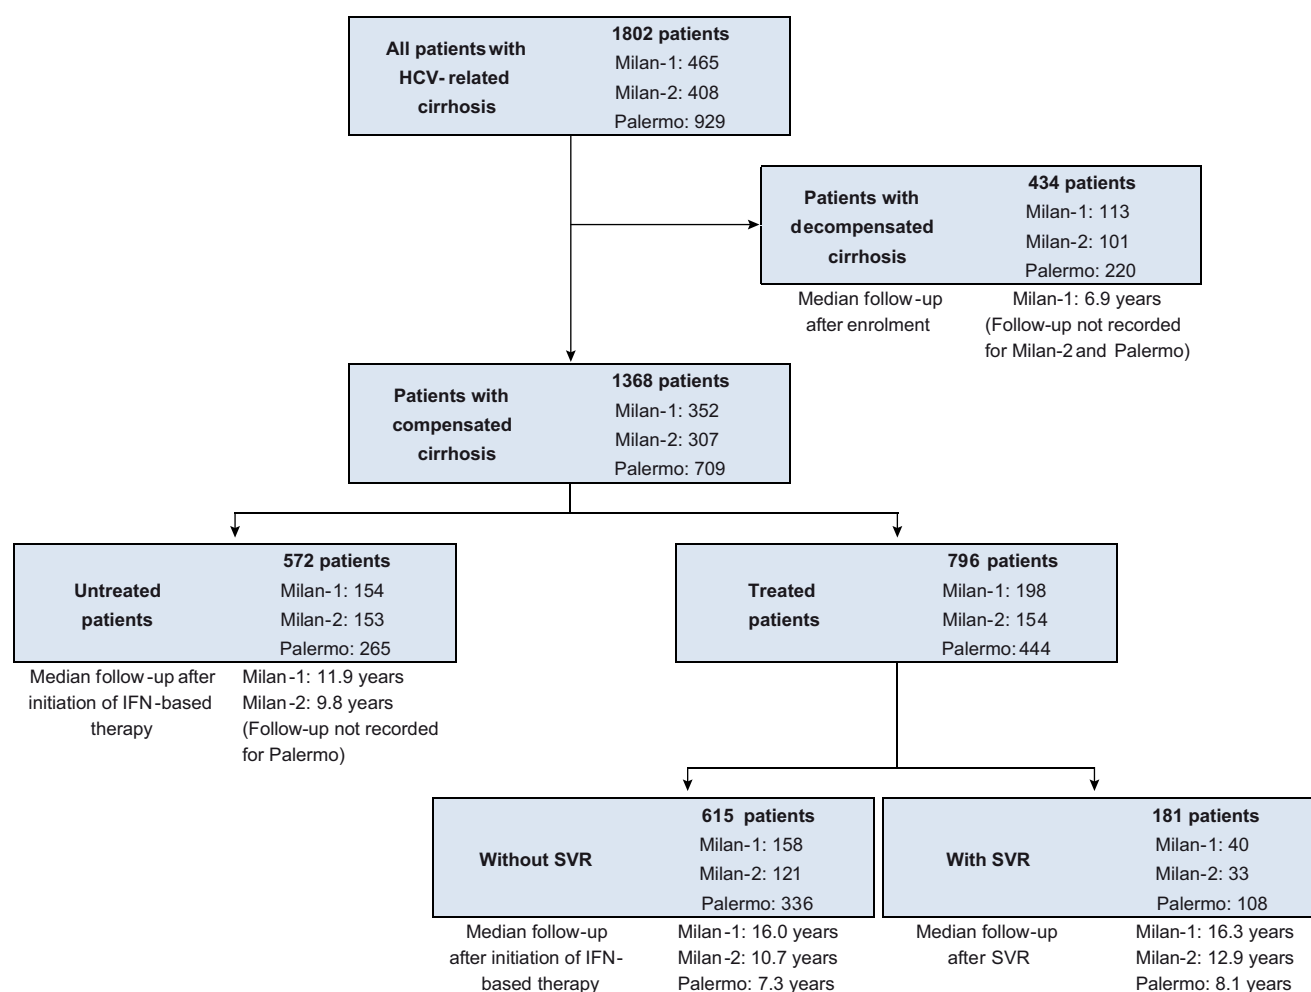 All patients with
HCV-related
cirrhosis
1802 patients
Milan-1: 465
Milan-2: 408
Palermo: 929
Patients with
decompensated
cirrhosis
434 patients
Milan-1: 113
Milan-2: 101
Palermo: 220
Median follow-up
after enrolment
Milan-1: 6.9 years
(Follow-up not recorded
for Milan-2 and Palermo)
Patients with
compensated
cirrhosis
1368 patients
Milan-1: 352
Milan-2: 307
Palermo: 709
Untreated
patients
572 patients
Milan-1: 154
Milan-2: 153
Palermo: 265
Median follow-up after
initiation of IFN-based
therapy
Milan-1: 11.9 years
Milan-2: 9.8 years
(Follow-up not recorded
for Palermo)
Treated
patients
796 patients
Milan-1: 198
Milan-2: 154
Palermo: 444
Without SVR
615 patients
Milan-1: 158
Milan-2: 121
Palermo: 336
Median follow-up
after initiation of IFN-
based therapy
Milan-1: 16.0 years
Milan-2: 10.7 years
Palermo: 7.3 years
With SVR
181 patients
Milan-1: 40
Milan-2: 33
Palermo: 108
Median follow-up
after SVR
Milan-1: 16.3 years
Milan-2: 12.9 years
Palermo: 8.1 years